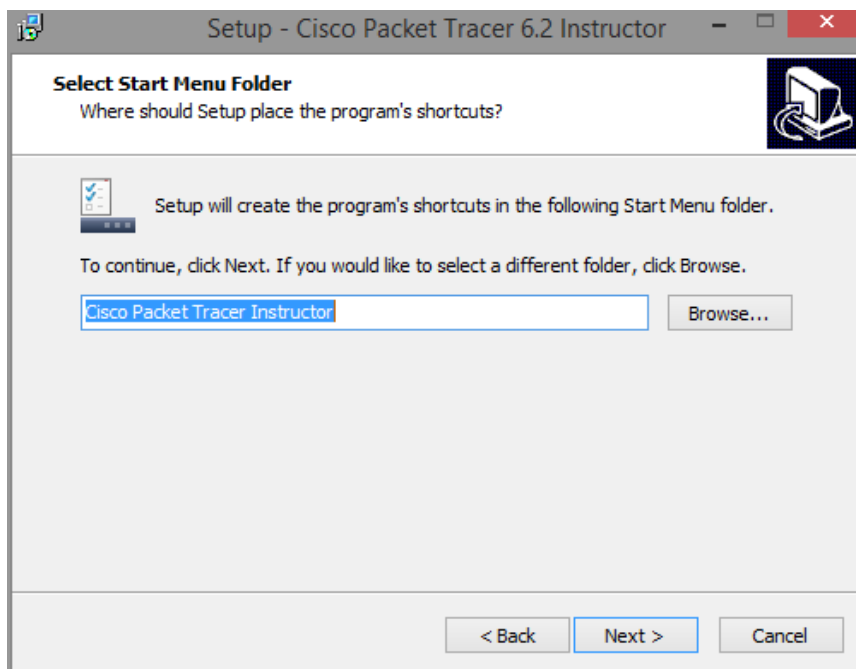 Setup - Cisco Packet Tracer 6.2 Instructor
Select Start Menu Folder
Where should Setup place the program's shortcuts?
Setup will create the program's shortcuts in the following Start Menu folder.
To continue, click Next. If you would like to select a different folder, click Browse.
Cisco Packet Tracer Instructor
Browse...
< Back
Next >
Cancel